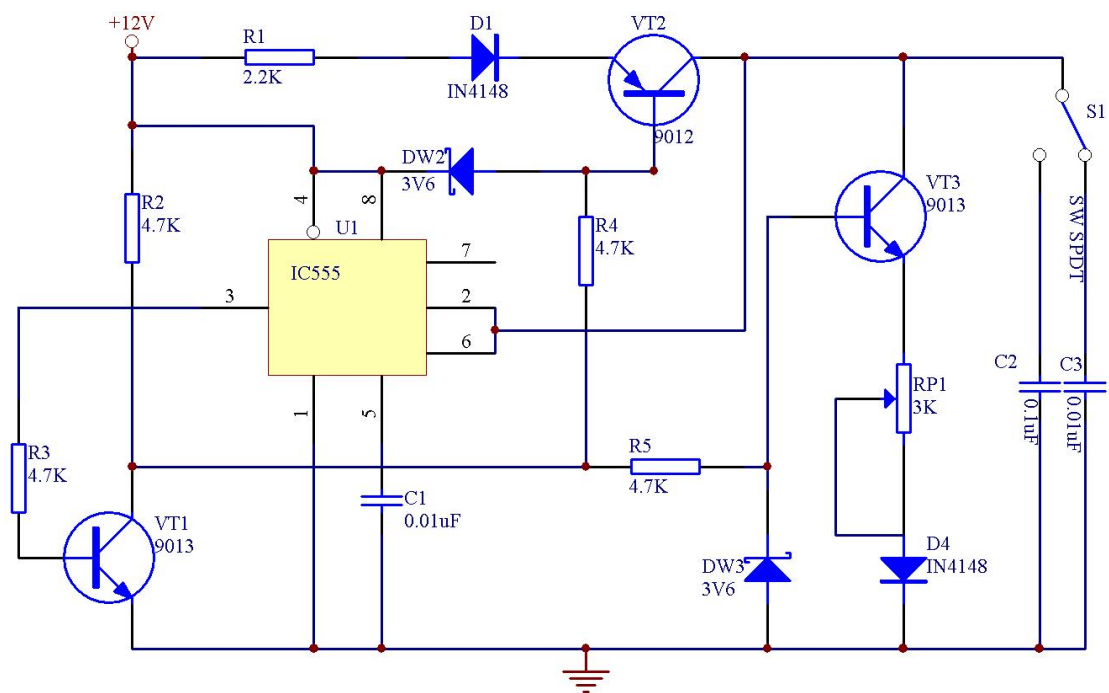 +12V
R1
2.2K
D1
IN4148
VT2
9012
S1
SW SPDT
DW2
3V6
R2
4.7K
4
8
U1
R4
4.7K
VT3
9013
IC555
7
2
6
3
1
5
RP1
3K
C2
0.1uF
C3
0.01uF
R3
4.7K
R5
4.7K
C1
0.01uF
VT1
9013
DW3
3V6
D4
IN4148